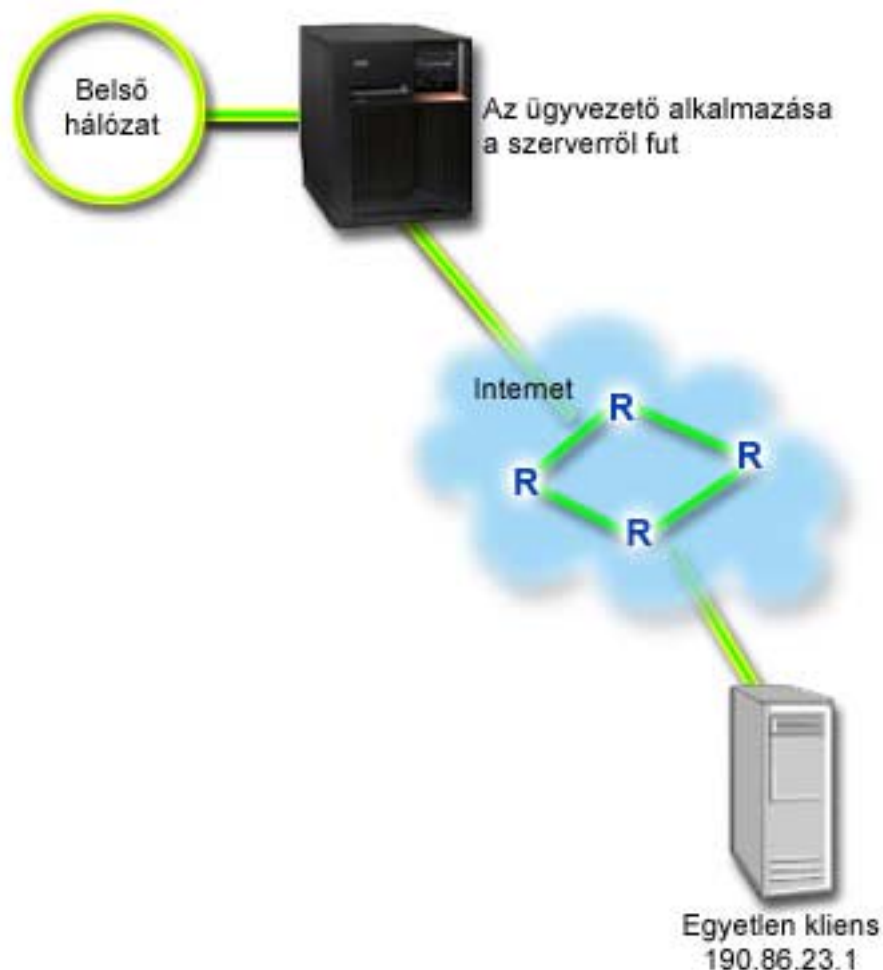 Belső
hálózat
Az ügyvezető alkalmazása
a szerverről fut
Internet
R
R
R
R
Egyetlen kliens
190.86.23.1